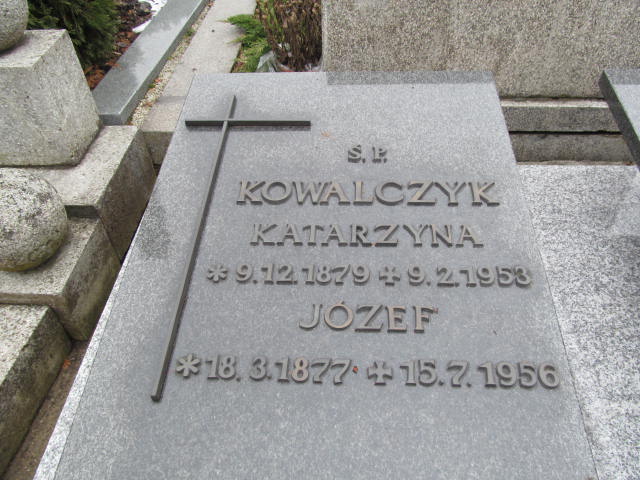 Ś. P.
KOWALCZYK
KATARZYNA
* 9.12.1879 ✝ 9.2.1953
JÓZEF
* 18.3.1877 ✝ 15.7.1956